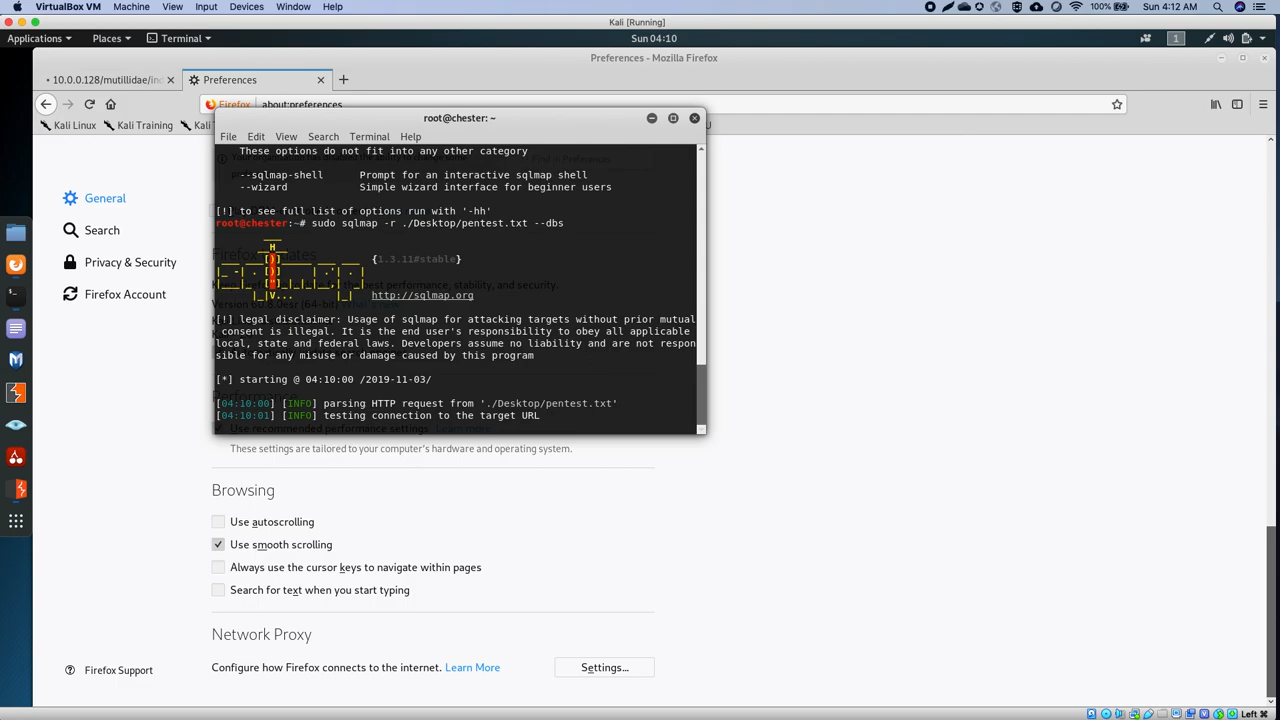 VirtualBox VM Machine View Input Devices Window Help 100% Sun 4:12 AM
Kali [Running]
Applications Places Terminal Sun 04:10 1
Preferences - Mozilla Firefox
10.0.0.128/mutillidae/ind Preferences
Firefox about:preferences
Kali Linux Kali Training
root@chester: ~
File Edit View Search Terminal Help
These options do not fit into any other category
--sqlmap-shell Prompt for an interactive sqlmap shell
--wizard Simple wizard interface for beginner users
[!] to see full list of options run with '-hh'
root@chester:~# sudo sqlmap -r ./Desktop/pentest.txt --dbs
{1.3.11#stable}
http://sqlmap.org
[!] legal disclaimer: Usage of sqlmap for attacking targets without prior mutual
consent is illegal. It is the end user's responsibility to obey all applicable
local, state and federal laws. Developers assume no liability and are not respon
sible for any misuse or damage caused by this program
[*] starting @ 04:10:00 /2019-11-03/
[04:10:00] [INFO] parsing HTTP request from './Desktop/pentest.txt'
[04:10:01] [INFO] testing connection to the target URL
General
Search
Privacy & Security
Firefox Account
Use recommended performance settings Learn more
These settings are tailored to your computer's hardware and operating system.
Browsing
Use autoscrolling
Use smooth scrolling
Always use the cursor keys to navigate within pages
Search for text when you start typing
Network Proxy
Configure how Firefox connects to the internet. Learn More Settings...
Firefox Support
Left ⌘